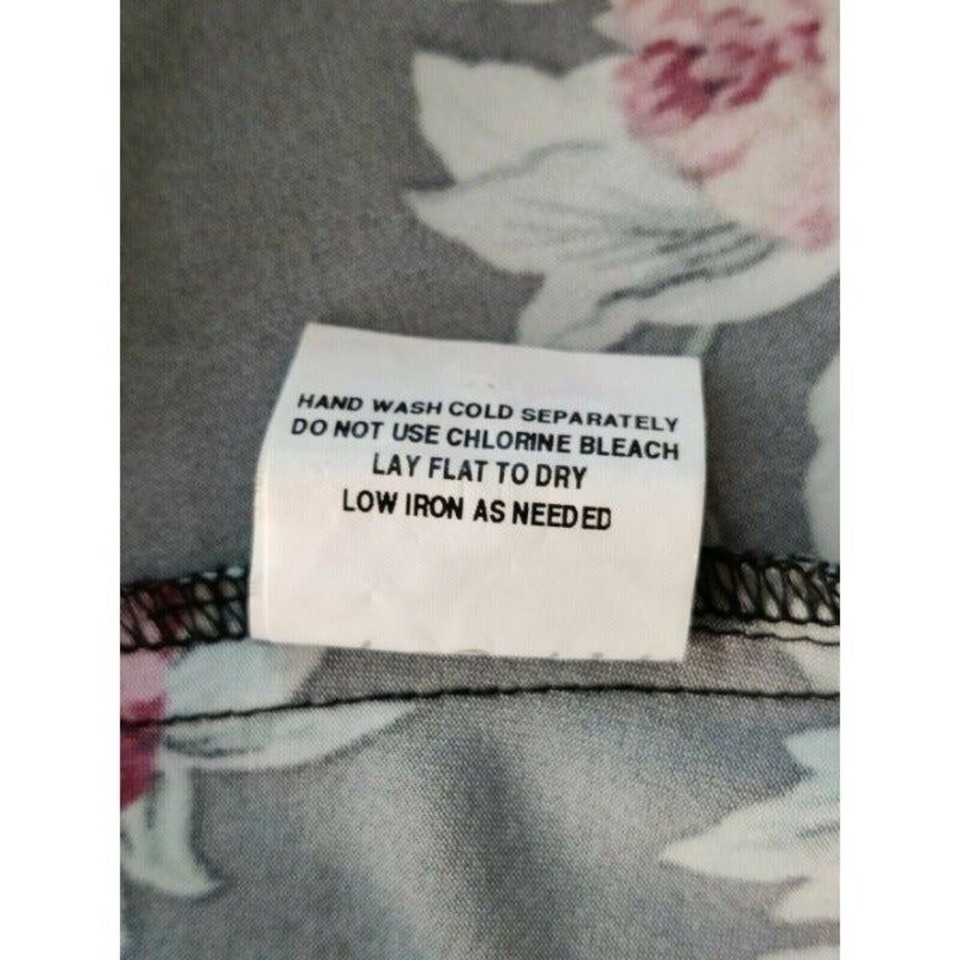 HAND WASH COLD SEPARATELY
DO NOT USE CHLORINE BLEACH
LAY FLAT TO DRY
LOW IRON AS NEEDED